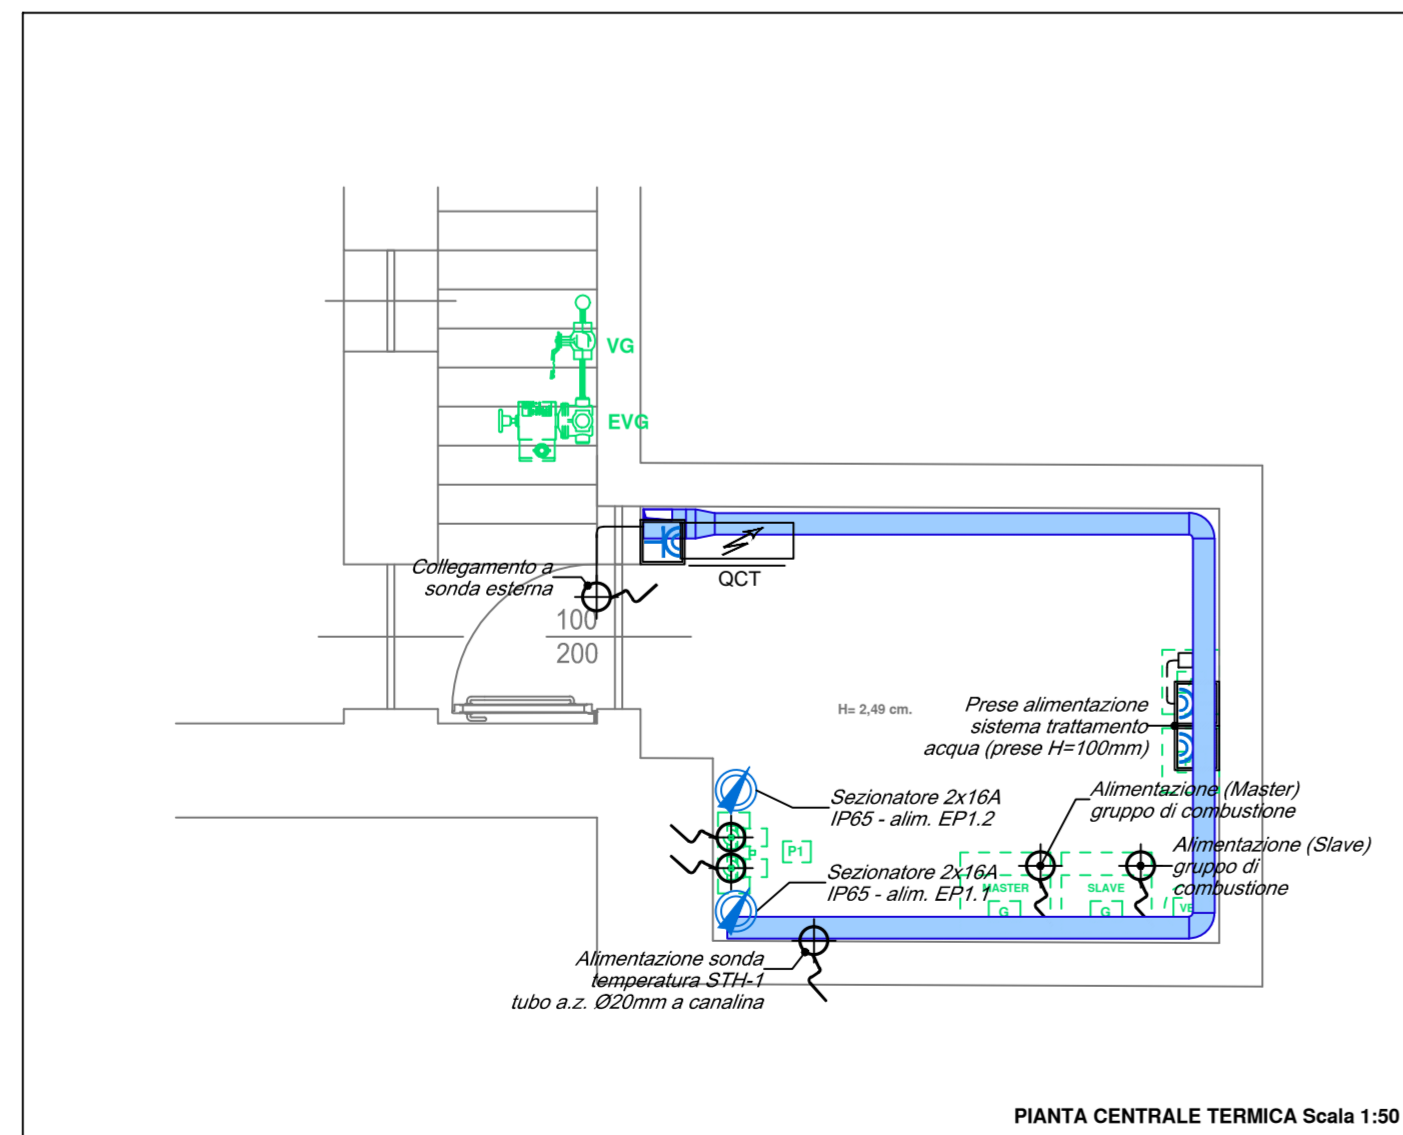 VG
EVG
Collegamento a
sonda esterna
QCT
100
200
H= 2,49 cm.
Prese alimentazione
sistema trattamento
acqua (prese H=100mm)
Sezionatore 2x16A
IP65 - alim. EP1.2
Alimentazione (Master)
gruppo di combustione
P1
Alimentazione (Slave)
gruppo di
combustione
Sezionatore 2x16A
IP65 - alim. EP1.1
MASTER
G
SLAVE
G
Alimentazione sonda
temperatura STH-1
tubo a.z. Ø20mm a canalina
PIANTA CENTRALE TERMICA Scala 1:50